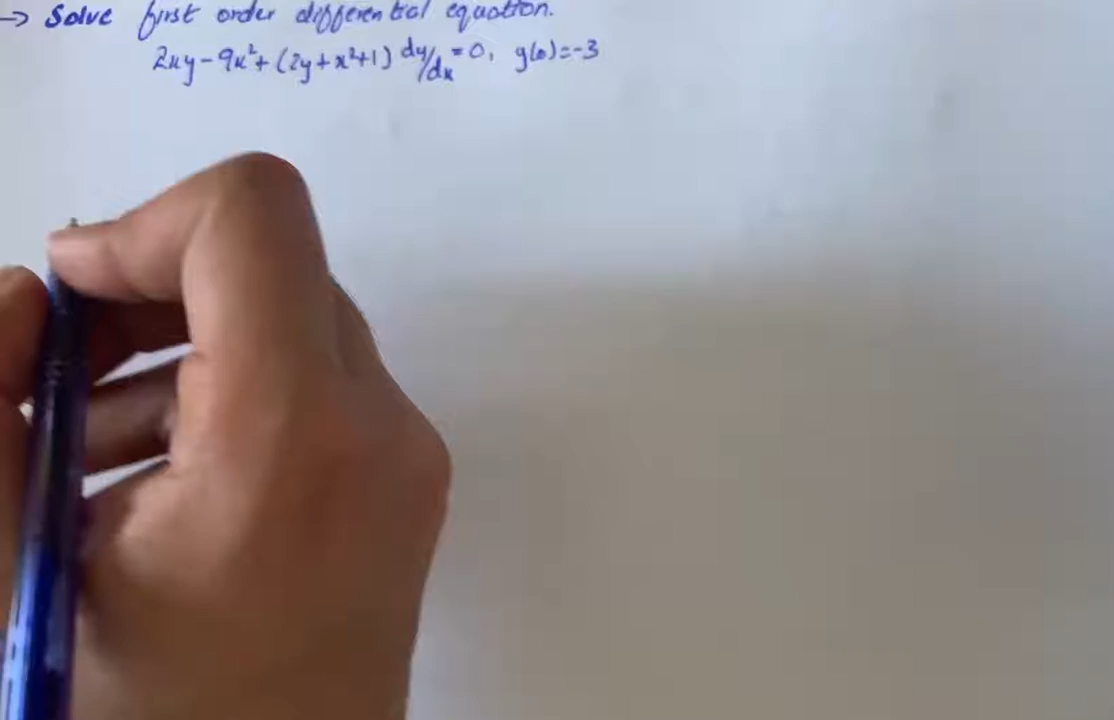 → Solve first order differential equation.
2xy - 9x² + (2y + x² + 1) dy/dx = 0, y(0) = -3